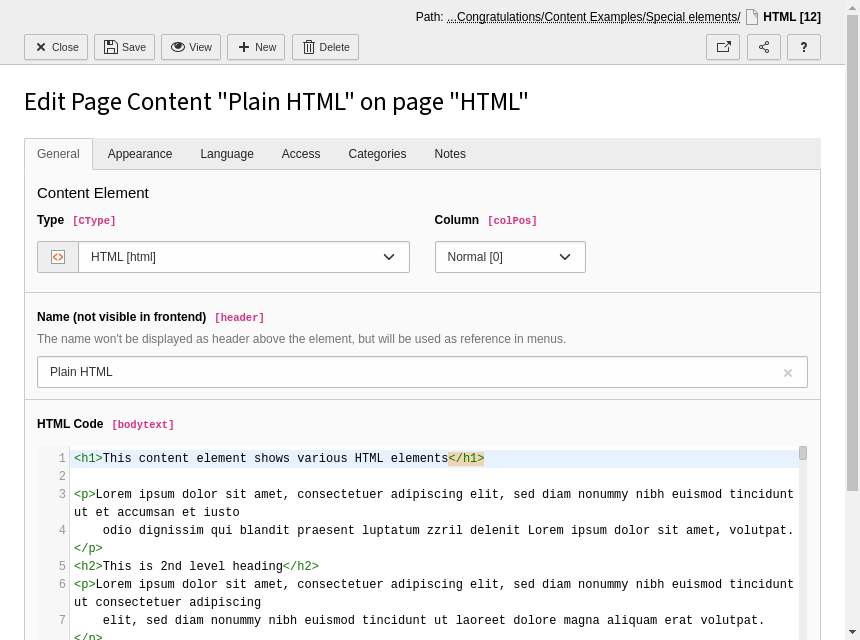 Path: ...Congratulations/Content Examples/Special elements/ HTML [12]
Close Save View New Delete ?
Edit Page Content "Plain HTML" on page "HTML"
General Appearance Language Access Categories Notes
Content Element
Type [CType] Column [colPos]
HTML [html] Normal [0]
Name (not visible in frontend) [header]
The name won't be displayed as header above the element, but will be used as reference in menus.
Plain HTML
HTML Code [bodytext]
1 <h1>This content element shows various HTML elements</h1>
2
3 <p>Lorem ipsum dolor sit amet, consectetuer adipiscing elit, sed diam nonummy nibh euismod tincidunt
ut et accumsan et iusto
4 odio dignissim qui blandit praesent luptatum zzril delenit Lorem ipsum dolor sit amet, volutpat.
</p>
5 <h2>This is 2nd level heading</h2>
6 <p>Lorem ipsum dolor sit amet, consectetuer adipiscing elit, sed diam nonummy nibh euismod tincidunt
ut consectetuer adipiscing
7 elit, sed diam nonummy nibh euismod tincidunt ut laoreet dolore magna aliquam erat volutpat.
</p>